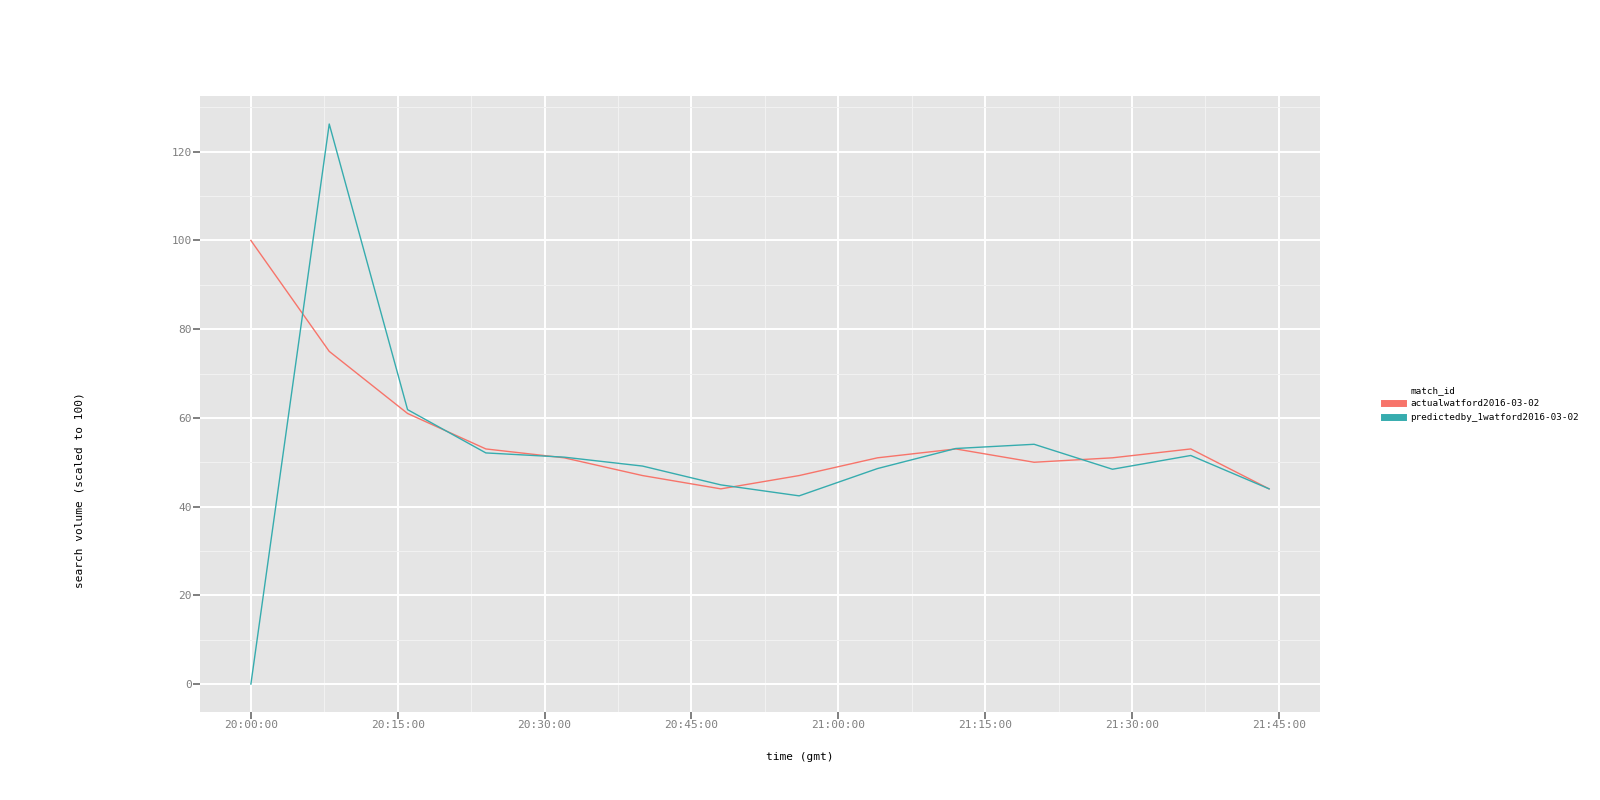 120
100
80
60
40
20
0
search volume (scaled to 100)
20:00:00 20:15:00 20:30:00 20:45:00 21:00:00 21:15:00 21:30:00 21:45:00
time (gmt)
match_id
actualwatford2016-03-02
predictedby_1watford2016-03-02